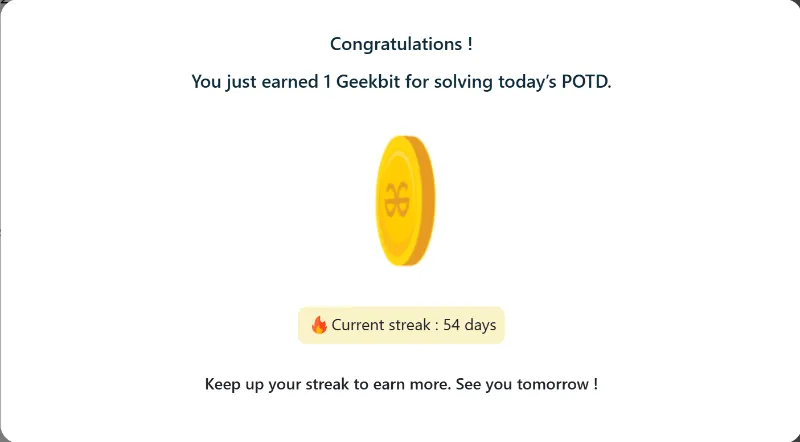 Congratulations !
You just earned 1 Geekbit for solving today's POTD.
Current streak : 54 days
Keep up your streak to earn more. See you tomorrow !